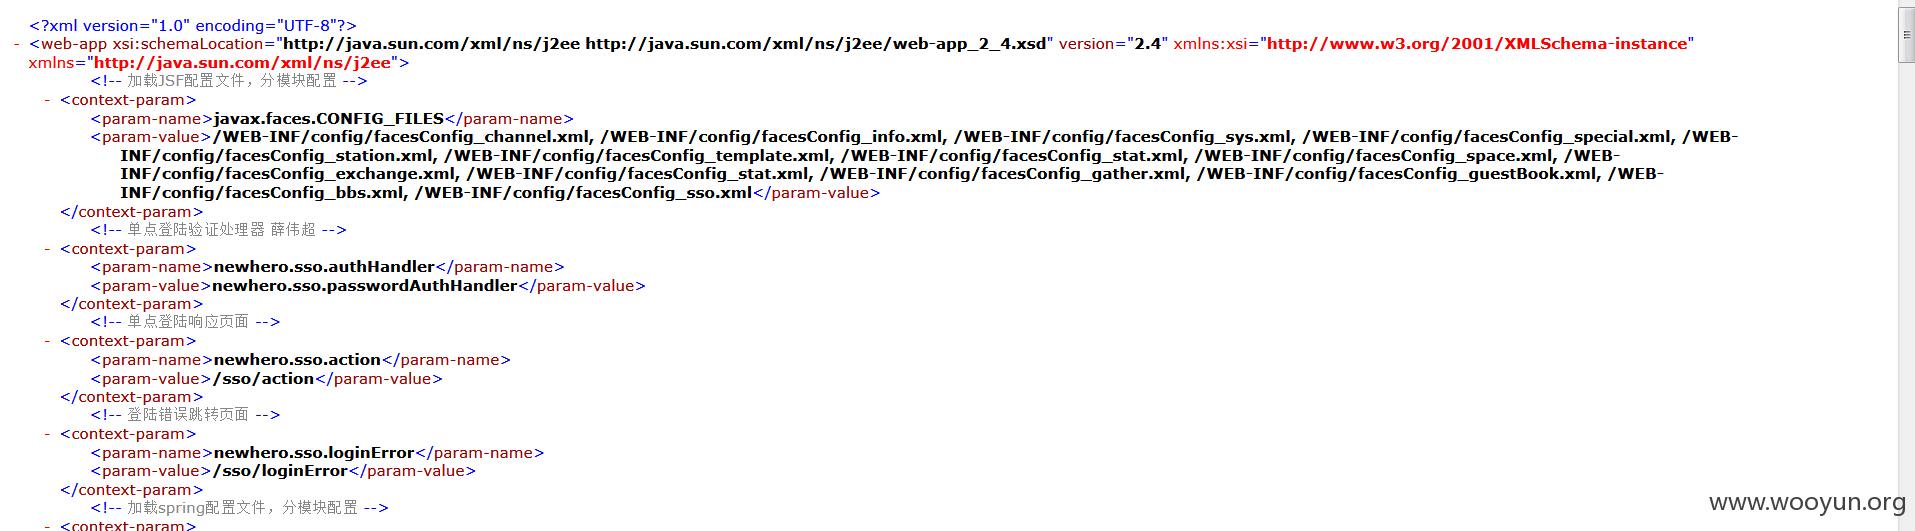 <?xml version="1.0" encoding="UTF-8"?>
- <web-app xsi:schemaLocation="http://java.sun.com/xml/ns/j2ee http://java.sun.com/xml/ns/j2ee/web-app_2_4.xsd" version="2.4" xmlns:xsi="http://www.w3.org/2001/XMLSchema-instance"
xmlns="http://java.sun.com/xml/ns/j2ee">
<!-- 加载JSF配置文件，分模块配置 -->
- <context-param>
<param-name>javax.faces.CONFIG_FILES</param-name>
<param-value>/WEB-INF/config/facesConfig_channel.xml, /WEB-INF/config/facesConfig_info.xml, /WEB-INF/config/facesConfig_sys.xml, /WEB-INF/config/facesConfig_special.xml, /WEB-
INF/config/facesConfig_station.xml, /WEB-INF/config/facesConfig_template.xml, /WEB-INF/config/facesConfig_stat.xml, /WEB-INF/config/facesConfig_space.xml, /WEB-
INF/config/facesConfig_exchange.xml, /WEB-INF/config/facesConfig_stat.xml, /WEB-INF/config/facesConfig_gather.xml, /WEB-INF/config/facesConfig_guestBook.xml, /WEB-
INF/config/facesConfig_bbs.xml, /WEB-INF/config/facesConfig_sso.xml</param-value>
</context-param>
<!-- 单点登陆验证处理器 薛伟超 -->
- <context-param>
<param-name>newhero.sso.authHandler</param-name>
<param-value>newhero.sso.passwordAuthHandler</param-value>
</context-param>
<!-- 单点登陆响应页面 -->
- <context-param>
<param-name>newhero.sso.action</param-name>
<param-value>/sso/action</param-value>
</context-param>
<!-- 登陆错误跳转页面 -->
- <context-param>
<param-name>newhero.sso.loginError</param-name>
<param-value>/sso/loginError</param-value>
</context-param>
<!-- 加载spring配置文件，分模块配置 -->
- <context-param>
www.wooyun.org